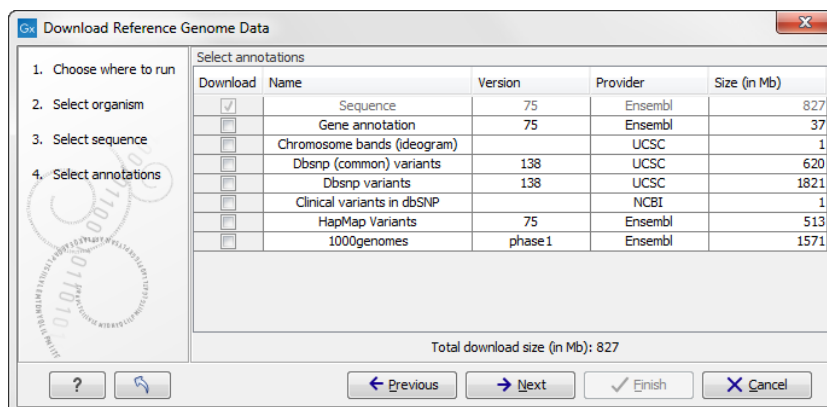 Gx Download Reference Genome Data X
1. Choose where to run
2. Select organism
3. Select sequence
4. Select annotations
Select annotations
Download Name Version Provider Size (in Mb)
Sequence 75 Ensembl 827
Gene annotation 75 Ensembl 37
Chromosome bands (ideogram) UCSC 1
Dbsnp (common) variants 138 UCSC 620
Dbsnp variants 138 UCSC 1821
Clinical variants in dbSNP NCBI 1
HapMap Variants 75 Ensembl 513
1000genomes phase1 Ensembl 1571
Total download size (in Mb): 827
? Previous Next Finish Cancel